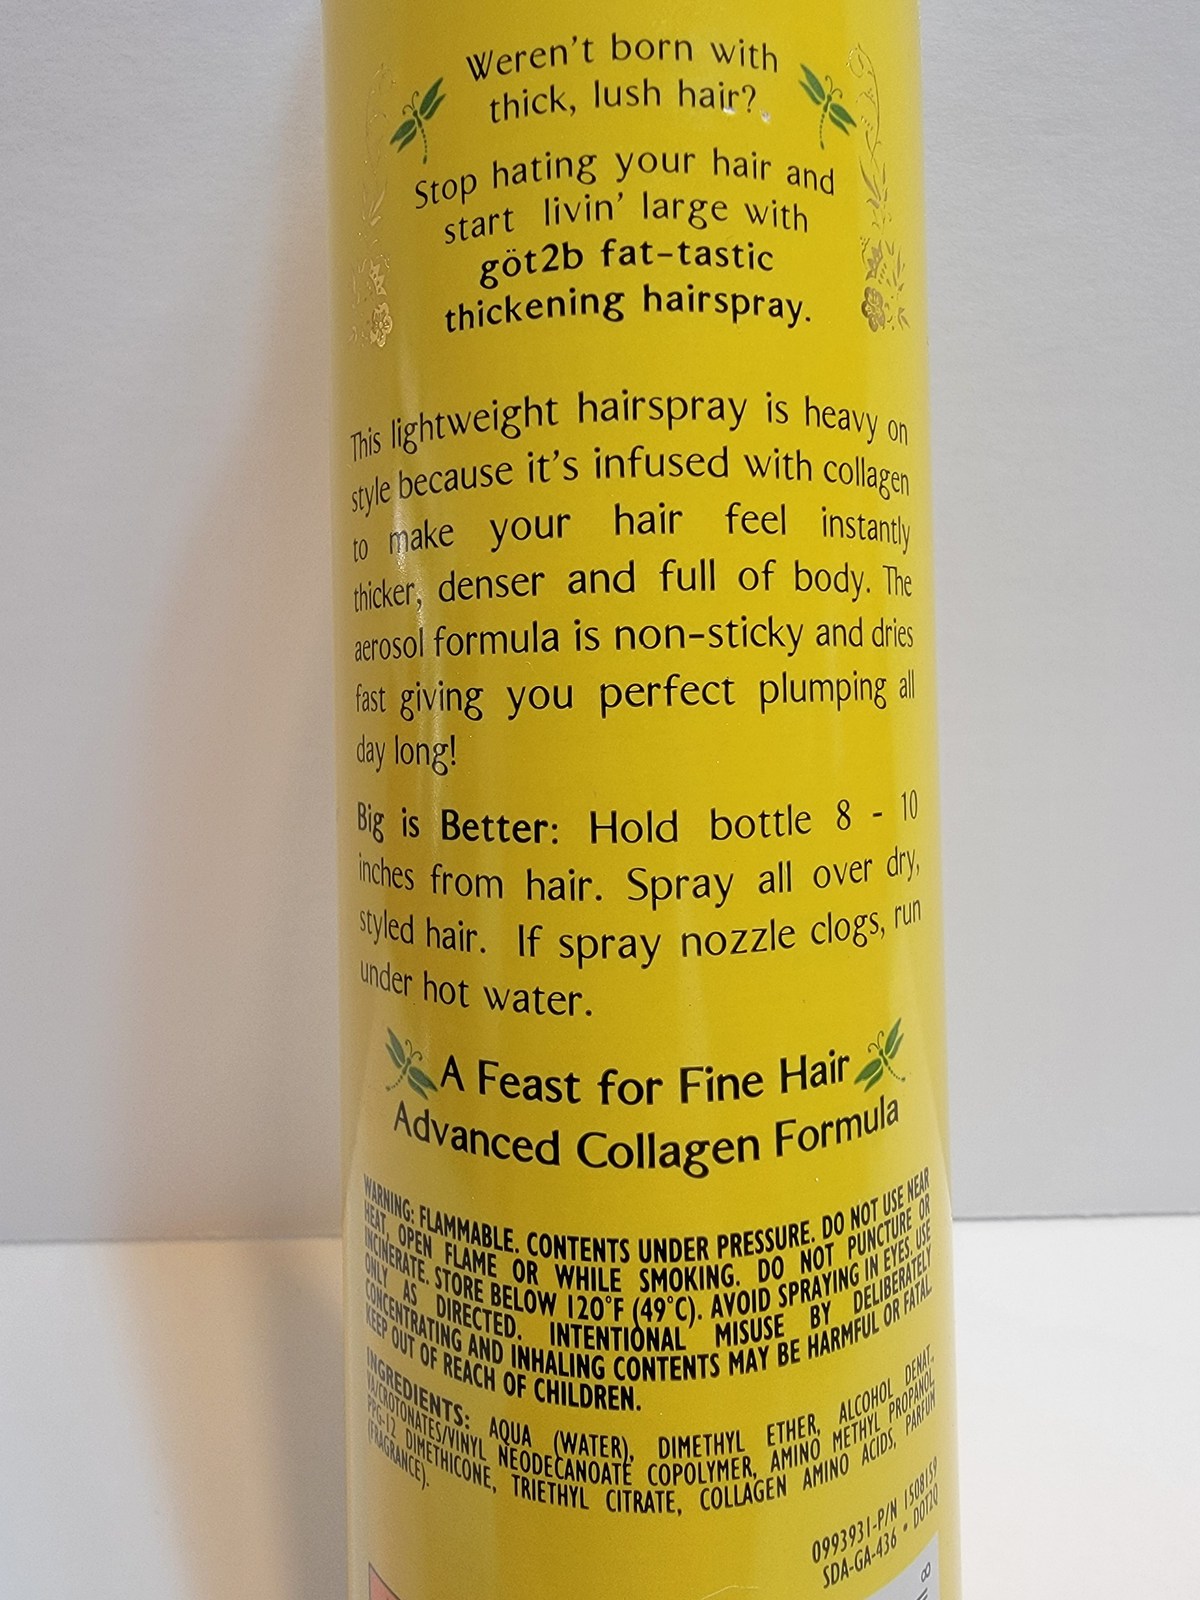 Weren't born with
thick, lush hair?
Stop hating your hair and
start livin' large with
göt2b fat-tastic
thickening hairspray.
This lightweight hairspray is heavy on
style because it's infused with collagen
to make your hair feel instantly
thicker, denser and full of body. The
aerosol formula is non-sticky and dries
fast giving you perfect plumping all
day long!
Big is Better: Hold bottle 8 - 10
inches from hair. Spray all over dry,
styled hair. If spray nozzle clogs, run
under hot water.
A Feast for Fine Hair
Advanced Collagen Formula
WARNING: FLAMMABLE. CONTENTS UNDER PRESSURE. DO NOT USE NEAR
HEAT, OPEN FLAME OR WHILE SMOKING. DO NOT PUNCTURE OR
INCINERATE. STORE BELOW 120°F (49°C). AVOID SPRAYING IN EYES. USE
ONLY AS DIRECTED. INTENTIONAL MISUSE BY DELIBERATELY
CONCENTRATING AND INHALING CONTENTS MAY BE HARMFUL OR FATAL.
KEEP OUT OF REACH OF CHILDREN.
INGREDIENTS: AQUA (WATER), DIMETHYL ETHER, ALCOHOL DENAT.,
VA/CROTONATES/VINYL NEODECANOATE COPOLYMER, AMINO METHYL PROPANOL,
PPG-12 DIMETHICONE, TRIETHYL CITRATE, COLLAGEN AMINO ACIDS, PARFUM
(FRAGRANCE).
0993931-P/N 1508159
SDA-GA-436 • DOT2Q
8